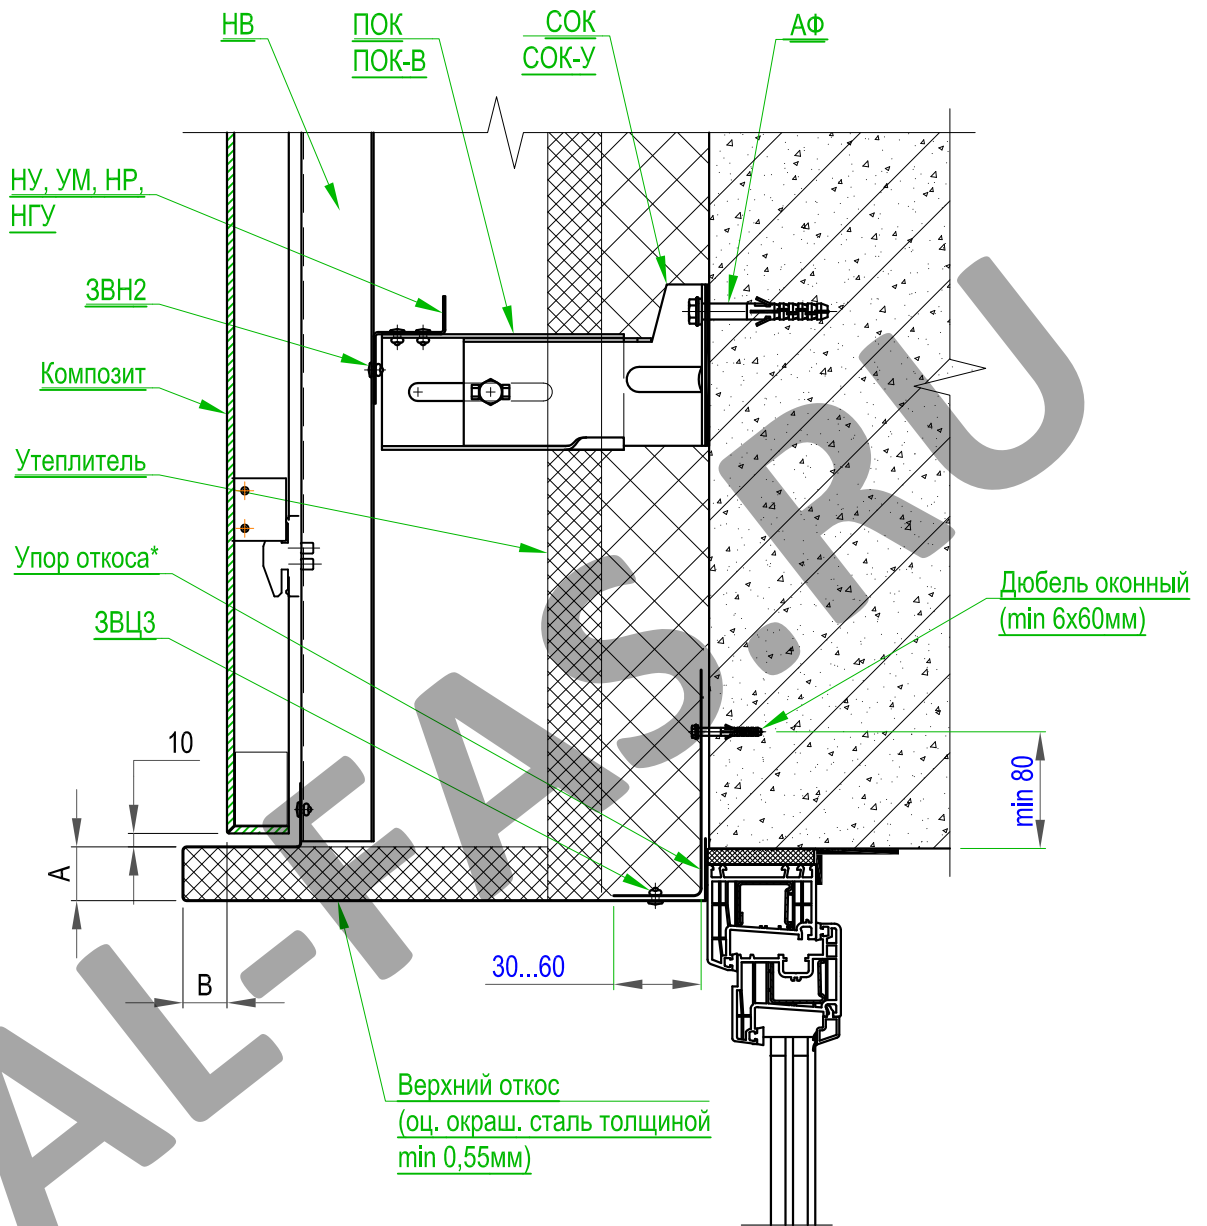 НВ
ПОК
ПОК-В
СОК
СОК-У
АФ
НУ, УМ, НР,
НГУ
ЗВН2
Композит
Утеплитель
Упор откоса*
ЗВЦ3
Дюбель оконный
(min 6х60мм)
10
min 80
А
В
30...60
Верхний откос
(оц. окраш. сталь толщиной
min 0,55мм)
AL-FAS.RU